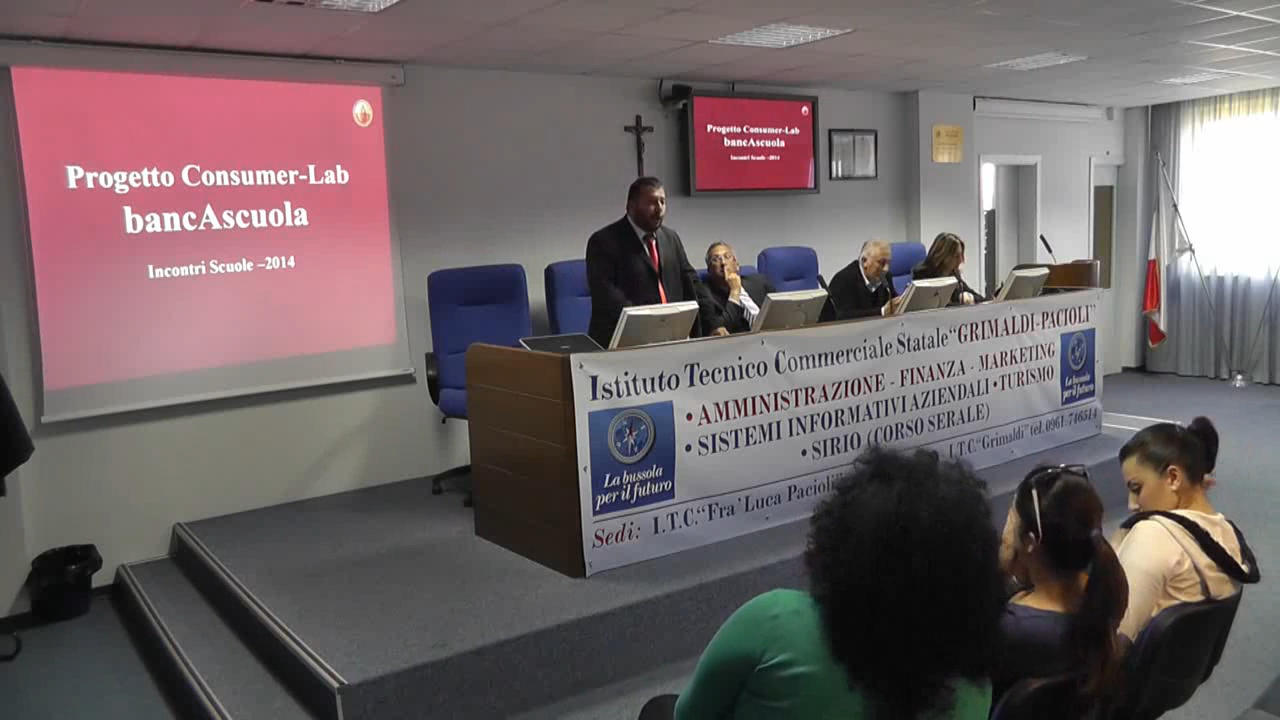 Progetto Consumer-Lab
bancAscuola
Incontri Scuole –2014
Progetto Consumer-Lab
bancAscuola
Incontri Scuole –2014
Istituto Tecnico Commerciale Statale “GRIMALDI-PACIOLI”
• AMMINISTRAZIONE - FINANZA - MARKETING
• SISTEMI INFORMATIVI AZIENDALI • TURISMO
• SIRIO (CORSO SERALE)
La bussola
per il futuro
La bussola
per il futuro
Sedi: I.T.C. “Fra’ Luca Pacioli” I.T.C. “Grimaldi” tel. 0961-746514